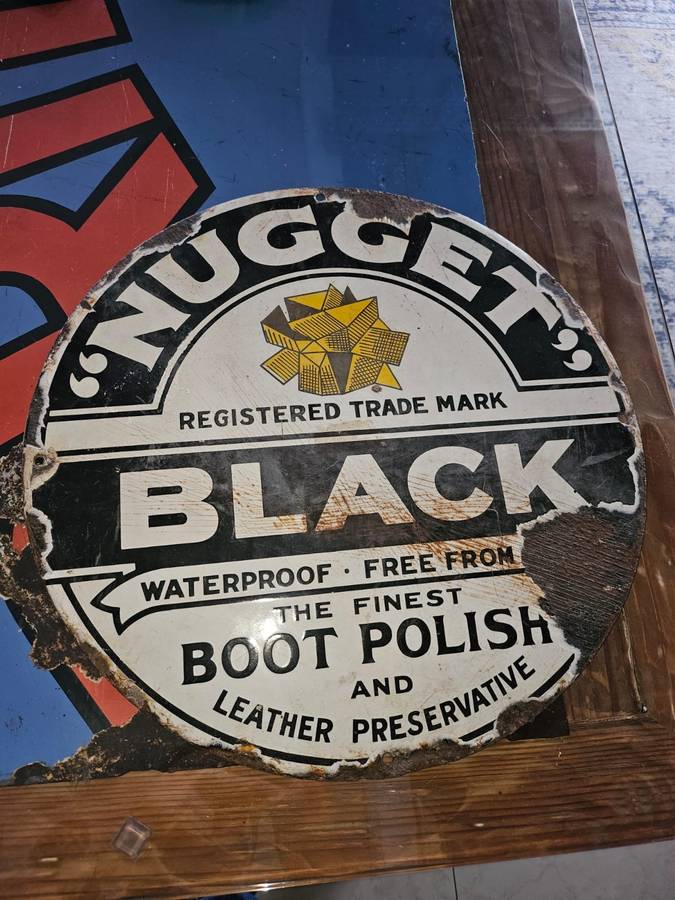 “NUGGET”
REGISTERED TRADE MARK
BLACK
WATERPROOF · FREE FROM
THE FINEST
BOOT POLISH
AND
LEATHER PRESERVATIVE